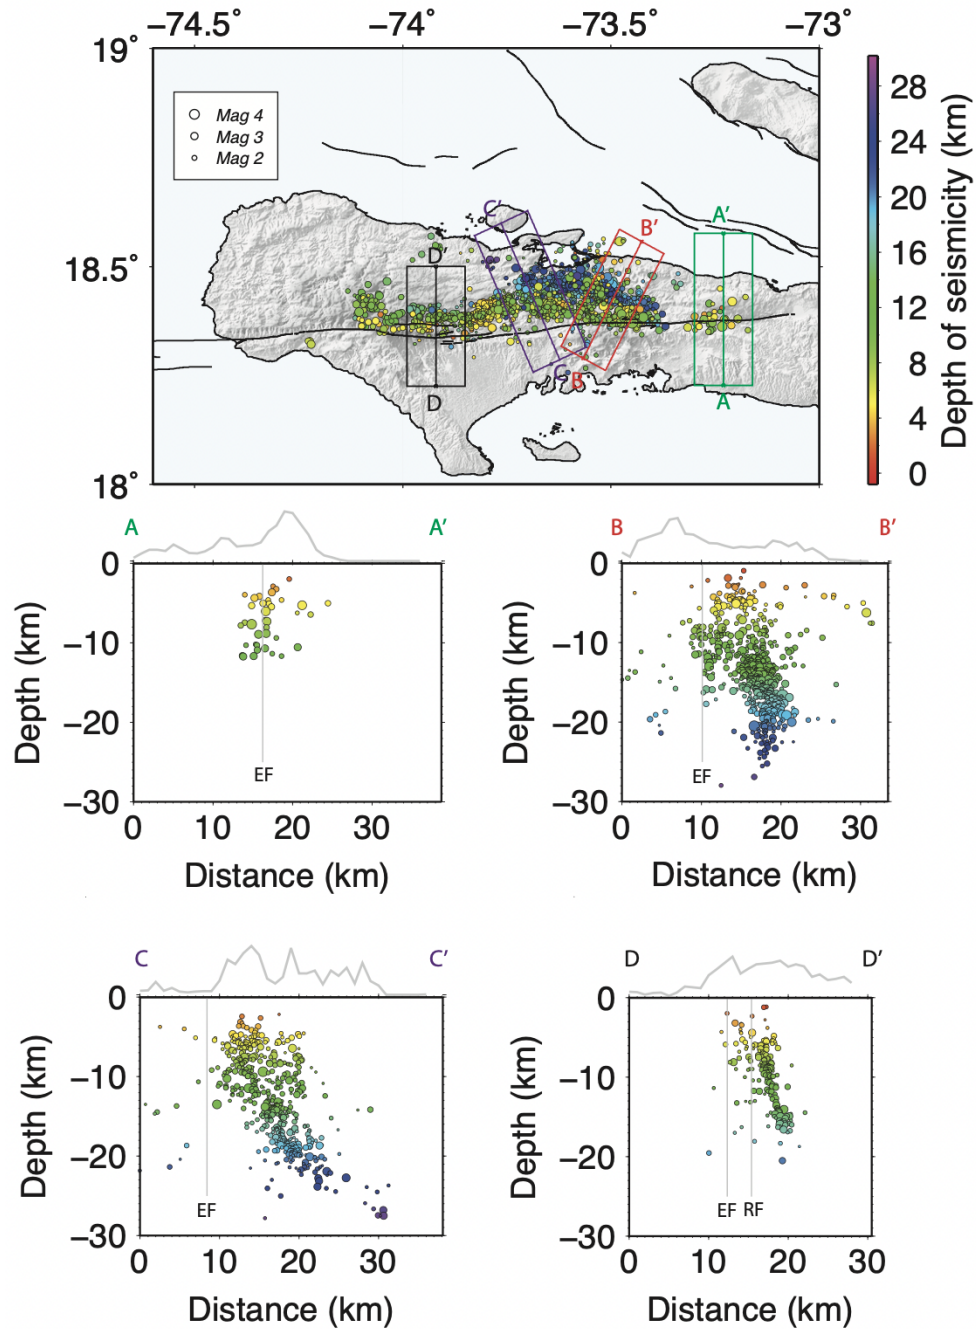 −74.5° −74° −73.5° −73°
19°
18.5°
18°
Mag 4
Mag 3
Mag 2
C′
B′
A′
D′
C
B
A
D
28
24
20
16
12
8
4
0
Depth of seismicity (km)
A A′
0
−10
−20
−30
Depth (km)
EF
0 10 20 30
Distance (km)
B B′
0
−10
−20
−30
Depth (km)
EF
0 10 20 30
Distance (km)
C C′
0
−10
−20
−30
Depth (km)
EF
0 10 20 30
Distance (km)
D D′
0
−10
−20
−30
Depth (km)
EF RF
0 10 20 30
Distance (km)